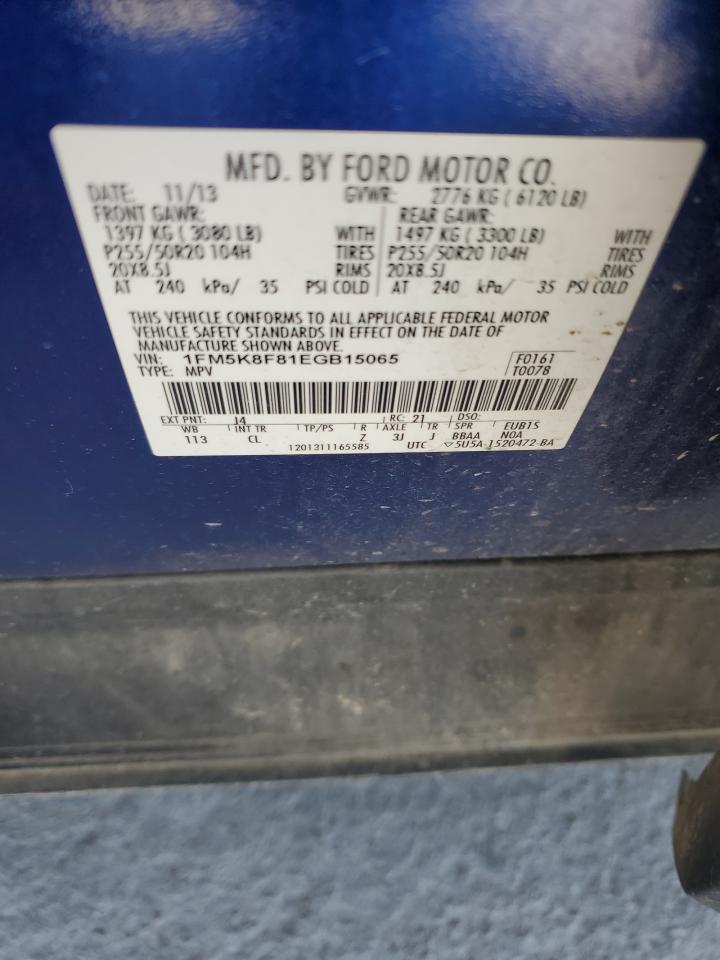 MFD. BY FORD MOTOR CO.
DATE: 11/13 GVWR: 2776 KG ( 6120 LB)
FRONT GAWR: REAR GAWR:
1397 KG ( 3080 LB) WITH 1497 KG ( 3300 LB) WITH
P255/50R20 104H TIRES P255/50R20 104H TIRES
20X8.5J RIMS 20X8.5J RIMS
AT 240 kPa/ 35 PSI COLD AT 240 kPa/ 35 PSI COLD
THIS VEHICLE CONFORMS TO ALL APPLICABLE FEDERAL MOTOR
VEHICLE SAFETY STANDARDS IN EFFECT ON THE DATE OF
MANUFACTURE SHOWN ABOVE.
VIN: 1FM5K8F81EGB15065 F0161
TYPE: MPV T0078
EXT PNT: J4 RC: 21 DSO:
WB INT TR TP/PS R AXLE TR SPR EUB1S
113 CL Z 3J J BBAA NOA
1201311165585 UTC ▽5U5A-1520472-BA